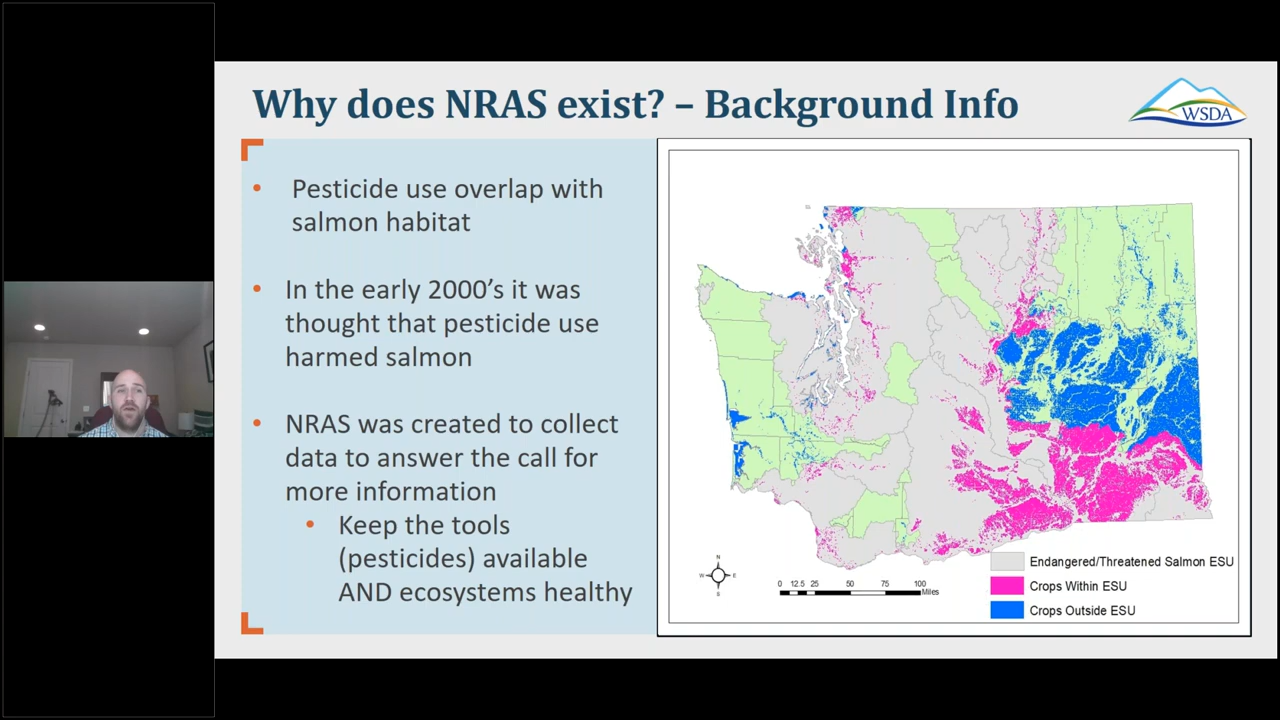 Why does NRAS exist? – Background Info
WSDA
• Pesticide use overlap with
salmon habitat
• In the early 2000's it was
thought that pesticide use
harmed salmon
• NRAS was created to collect
data to answer the call for
more information
• Keep the tools
(pesticides) available
AND ecosystems healthy
N
W
E
S
0 12.5 25 50 75 100
Miles
Endangered/Threatened Salmon ESU
Crops Within ESU
Crops Outside ESU